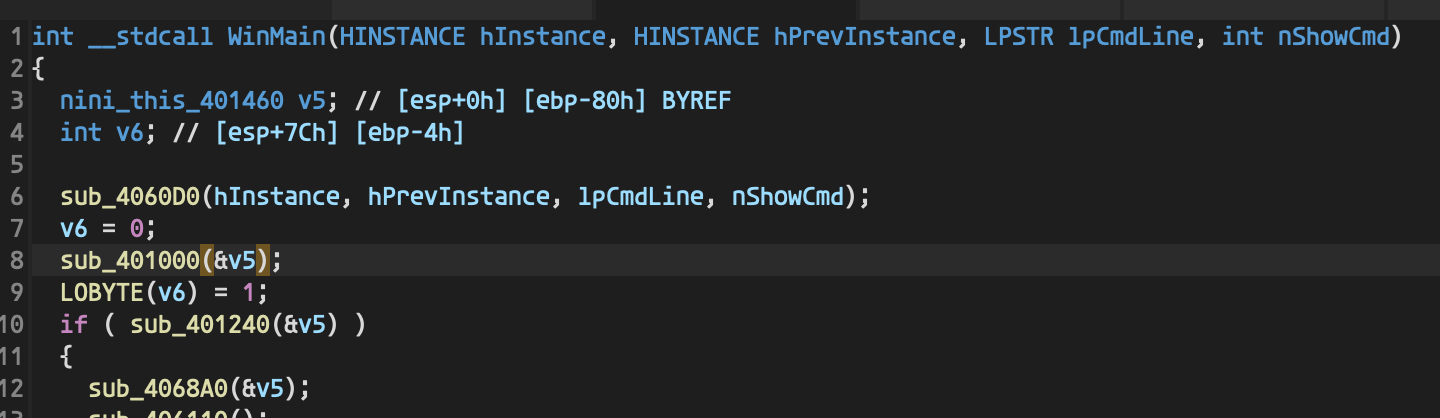 1 int __stdcall WinMain(HINSTANCE hInstance, HINSTANCE hPrevInstance, LPSTR lpCmdLine, int nShowCmd)
2 {
3   nini_this_401460 v5; // [esp+0h] [ebp-80h] BYREF
4   int v6; // [esp+7Ch] [ebp-4h]
5
6   sub_4060D0(hInstance, hPrevInstance, lpCmdLine, nShowCmd);
7   v6 = 0;
8   sub_401000(&v5);
9   LOBYTE(v6) = 1;
10   if ( sub_401240(&v5) )
11   {
12     sub_4068A0(&v5);
13     sub_406110();